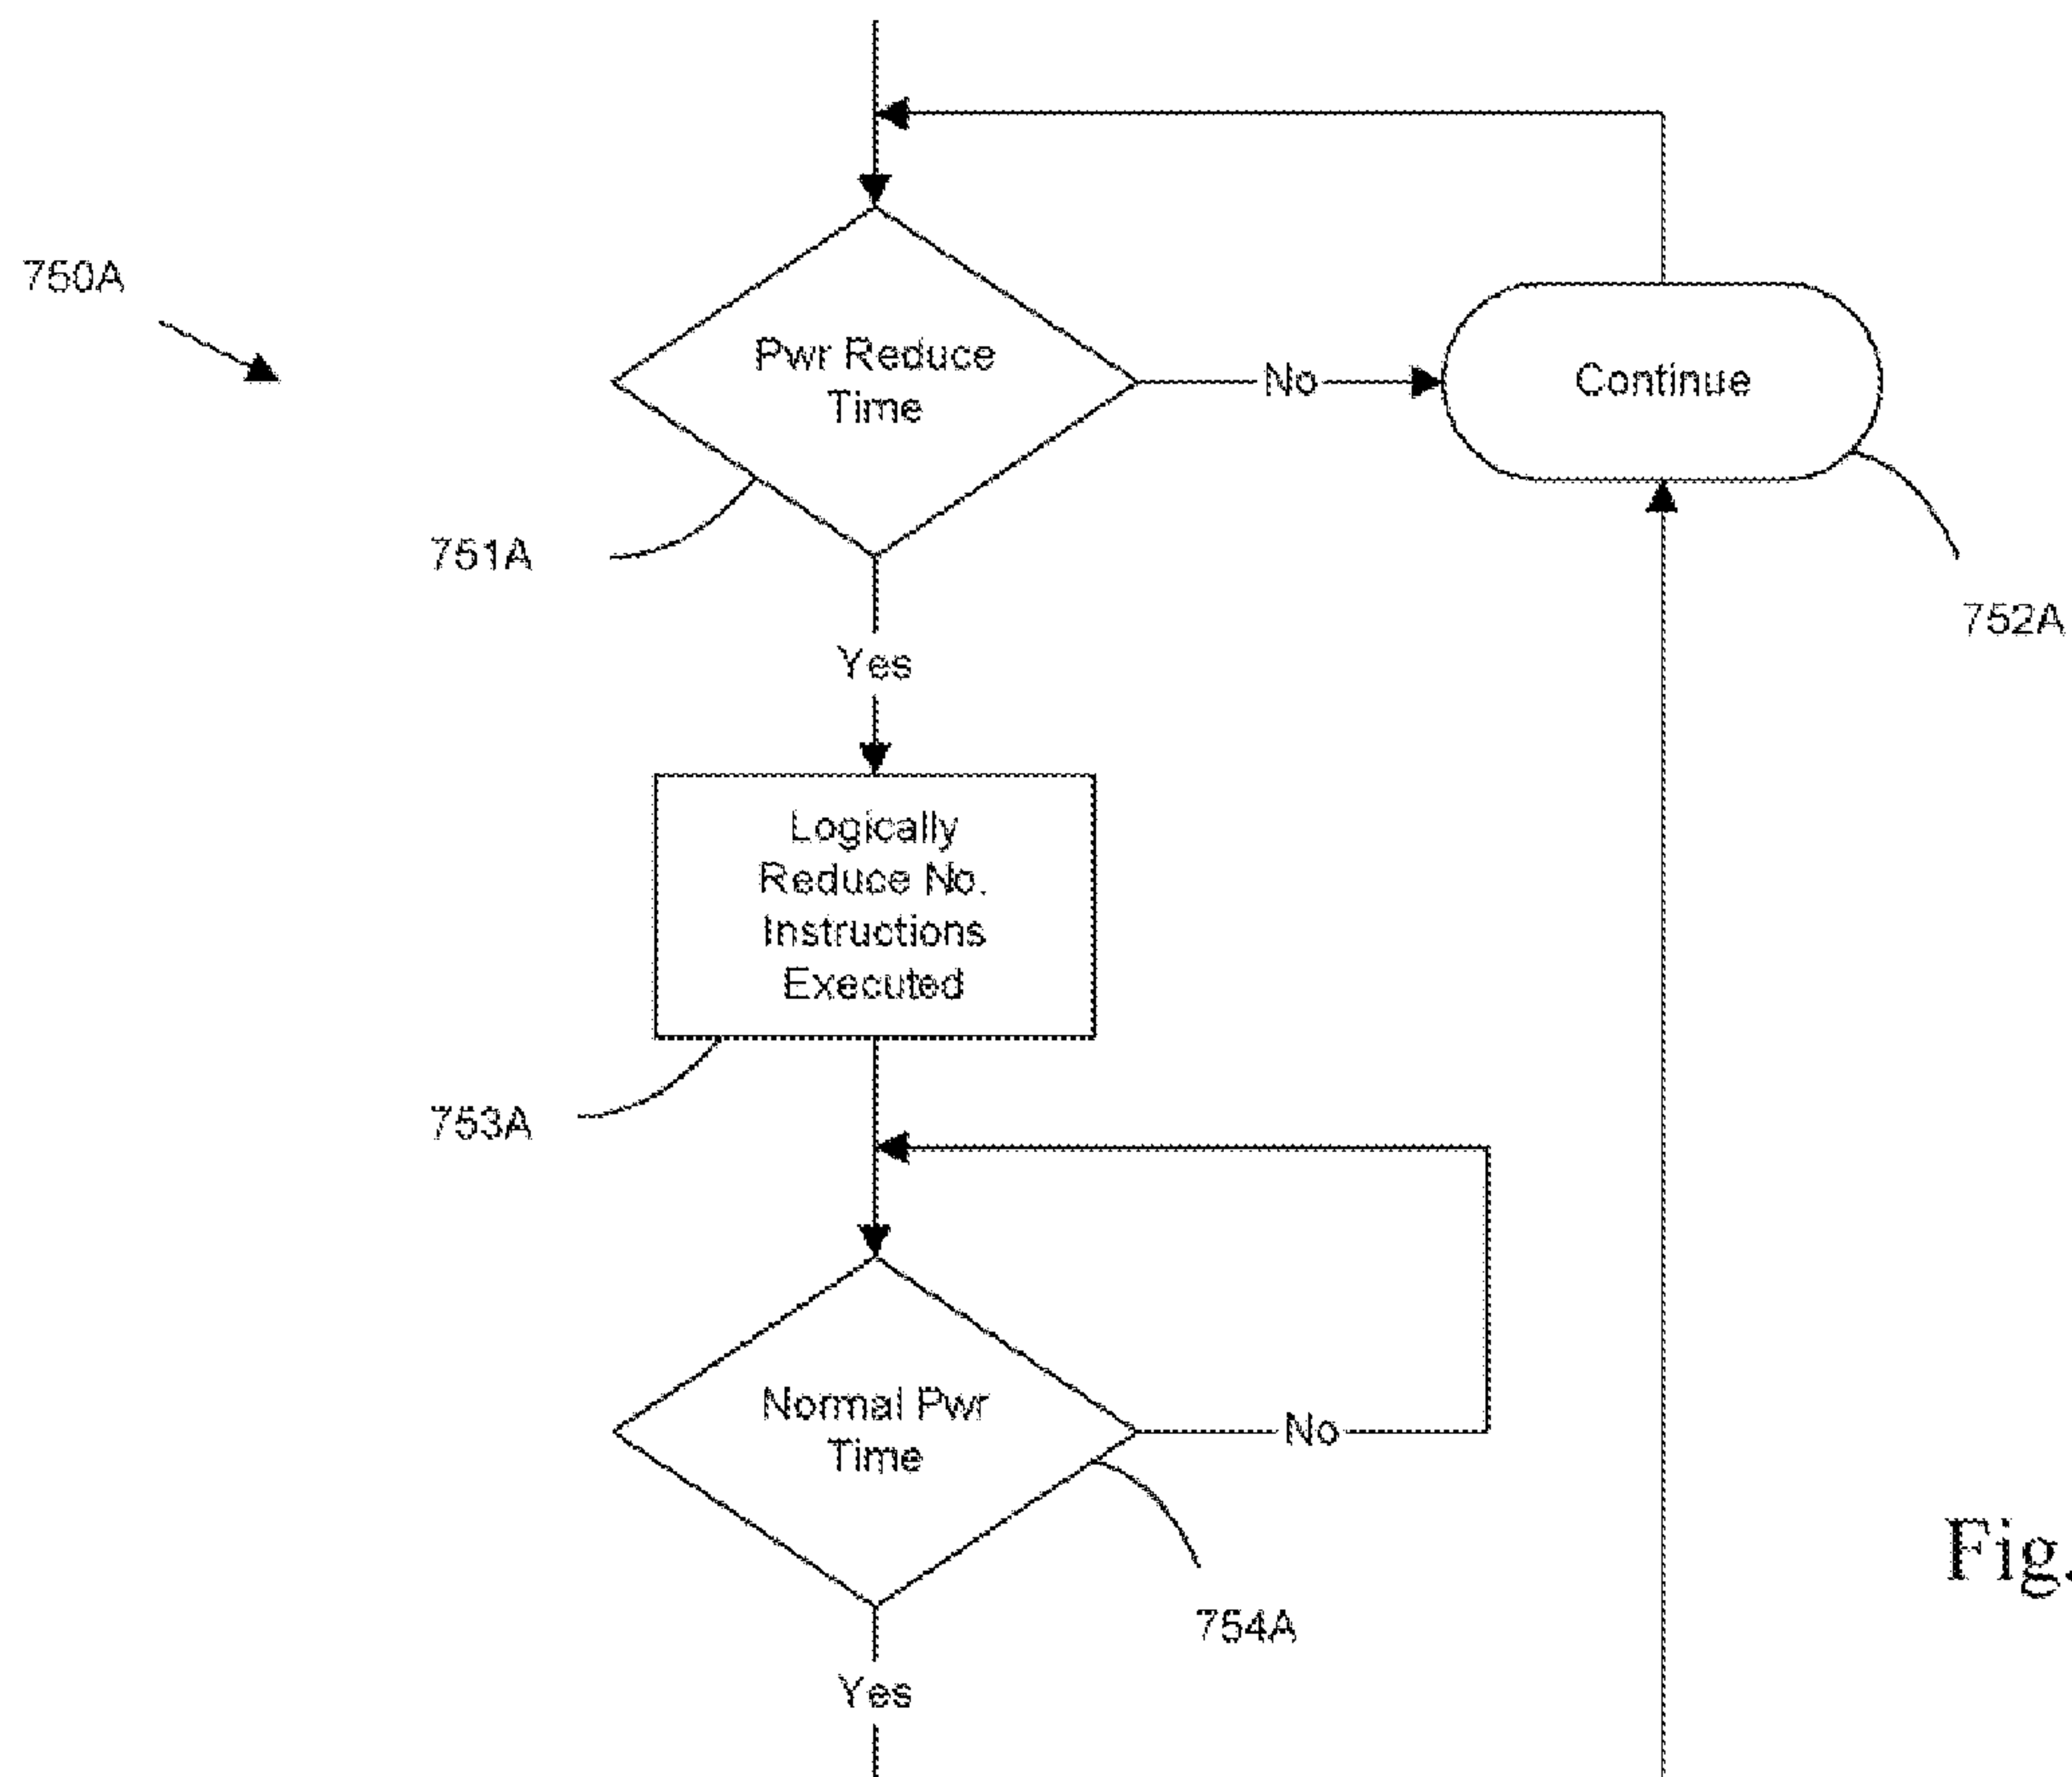 750A
Pwr Reduce
Time
No
Continue
751A
752A
Yes
Logically
Reduce No.
Instructions
Executed
753A
Normal Pwr
Time
No
Fig.
754A
Yes